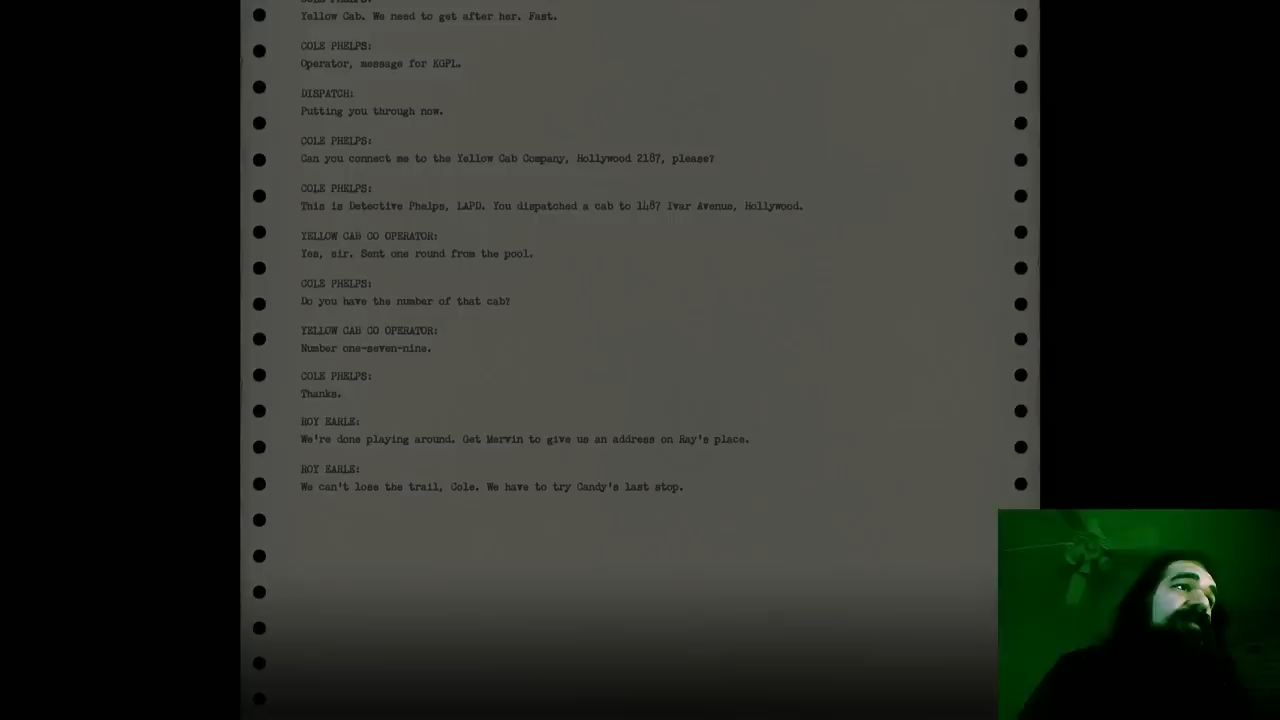 COLE PHELPS:
Yellow Cab. We need to get after her. Fast.
COLE PHELPS:
Operator, message for KGPL.
DISPATCH:
Putting you through now.
COLE PHELPS:
Can you connect me to the Yellow Cab Company, Hollywood 2187, please?
COLE PHELPS:
This is Detective Phelps, LAPD. You dispatched a cab to 1487 Ivar Avenue, Hollywood.
YELLOW CAB CO OPERATOR:
Yes, sir. Sent one round from the pool.
COLE PHELPS:
Do you have the number of that cab?
YELLOW CAB CO OPERATOR:
Number one-seven-nine.
COLE PHELPS:
Thanks.
ROY EARLE:
We're done playing around. Get Mervin to give us an address on Ray's place.
ROY EARLE:
We can't lose the trail, Cole. We have to try Candy's last stop.